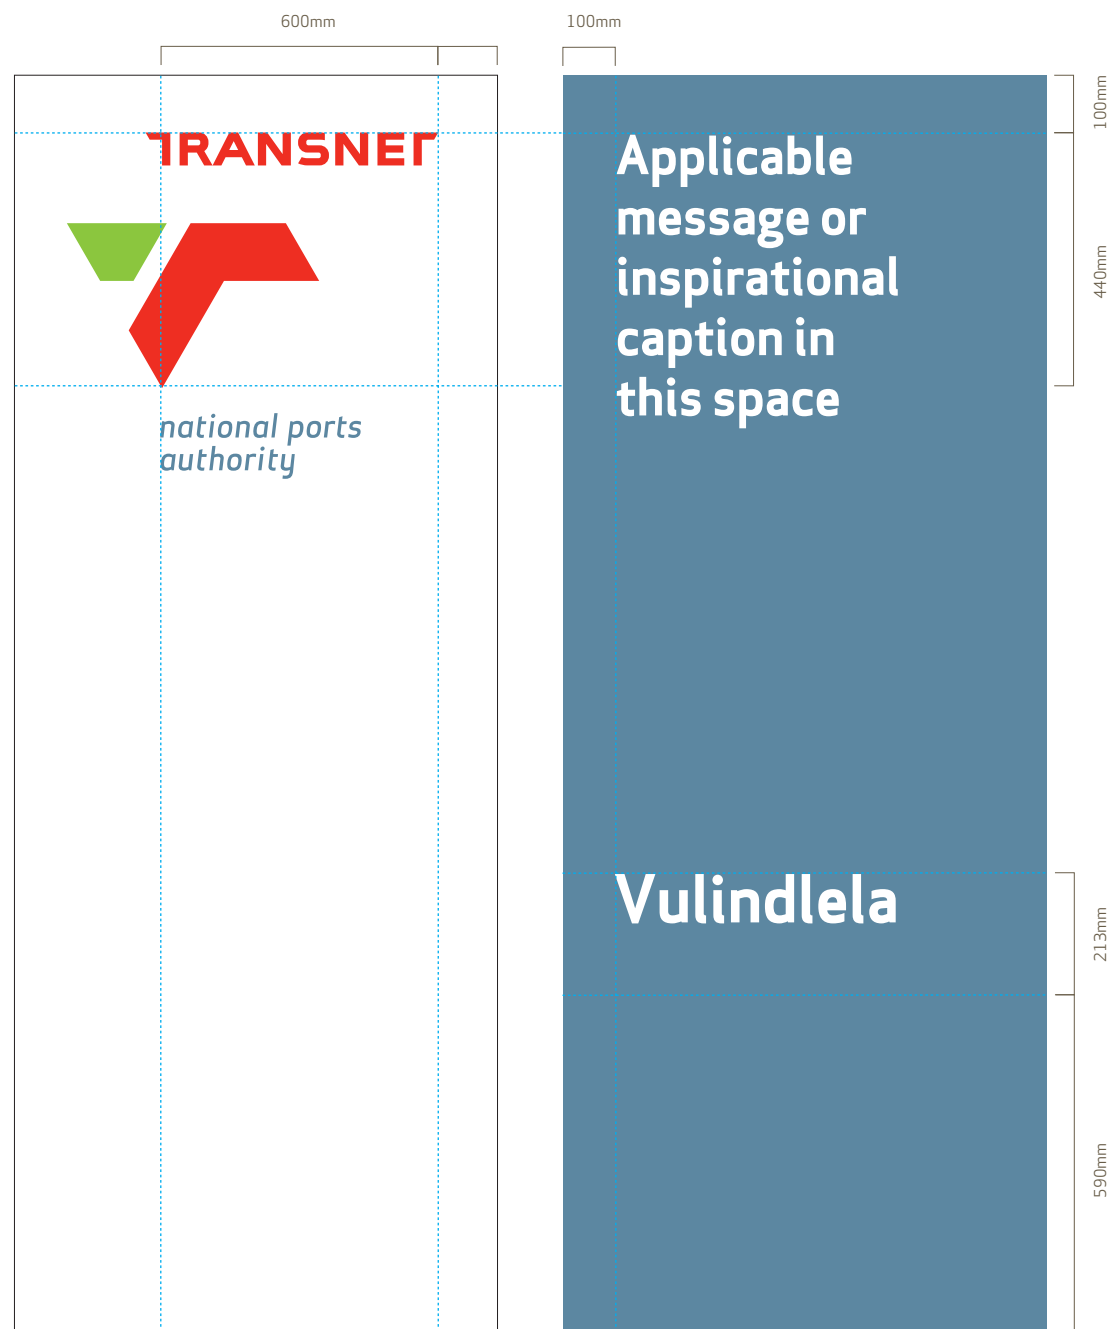 600mm
100mm
TRANSNET
national ports
authority
Applicable
message or
inspirational
caption in
this space
Vulindlela
100mm
440mm
213mm
590mm